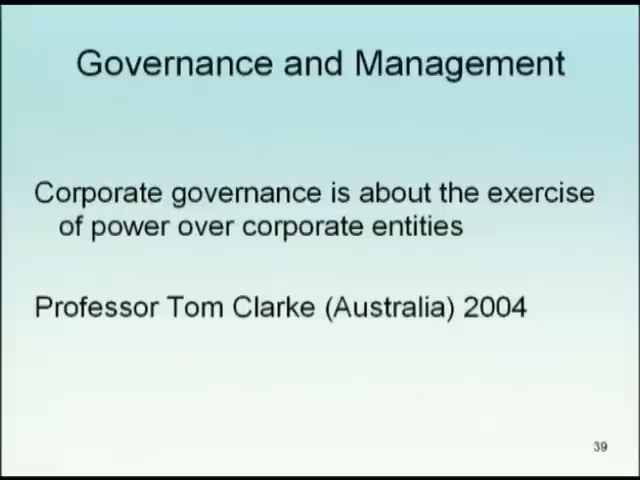 Governance and Management
Corporate governance is about the exercise
of power over corporate entities
Professor Tom Clarke (Australia) 2004
39